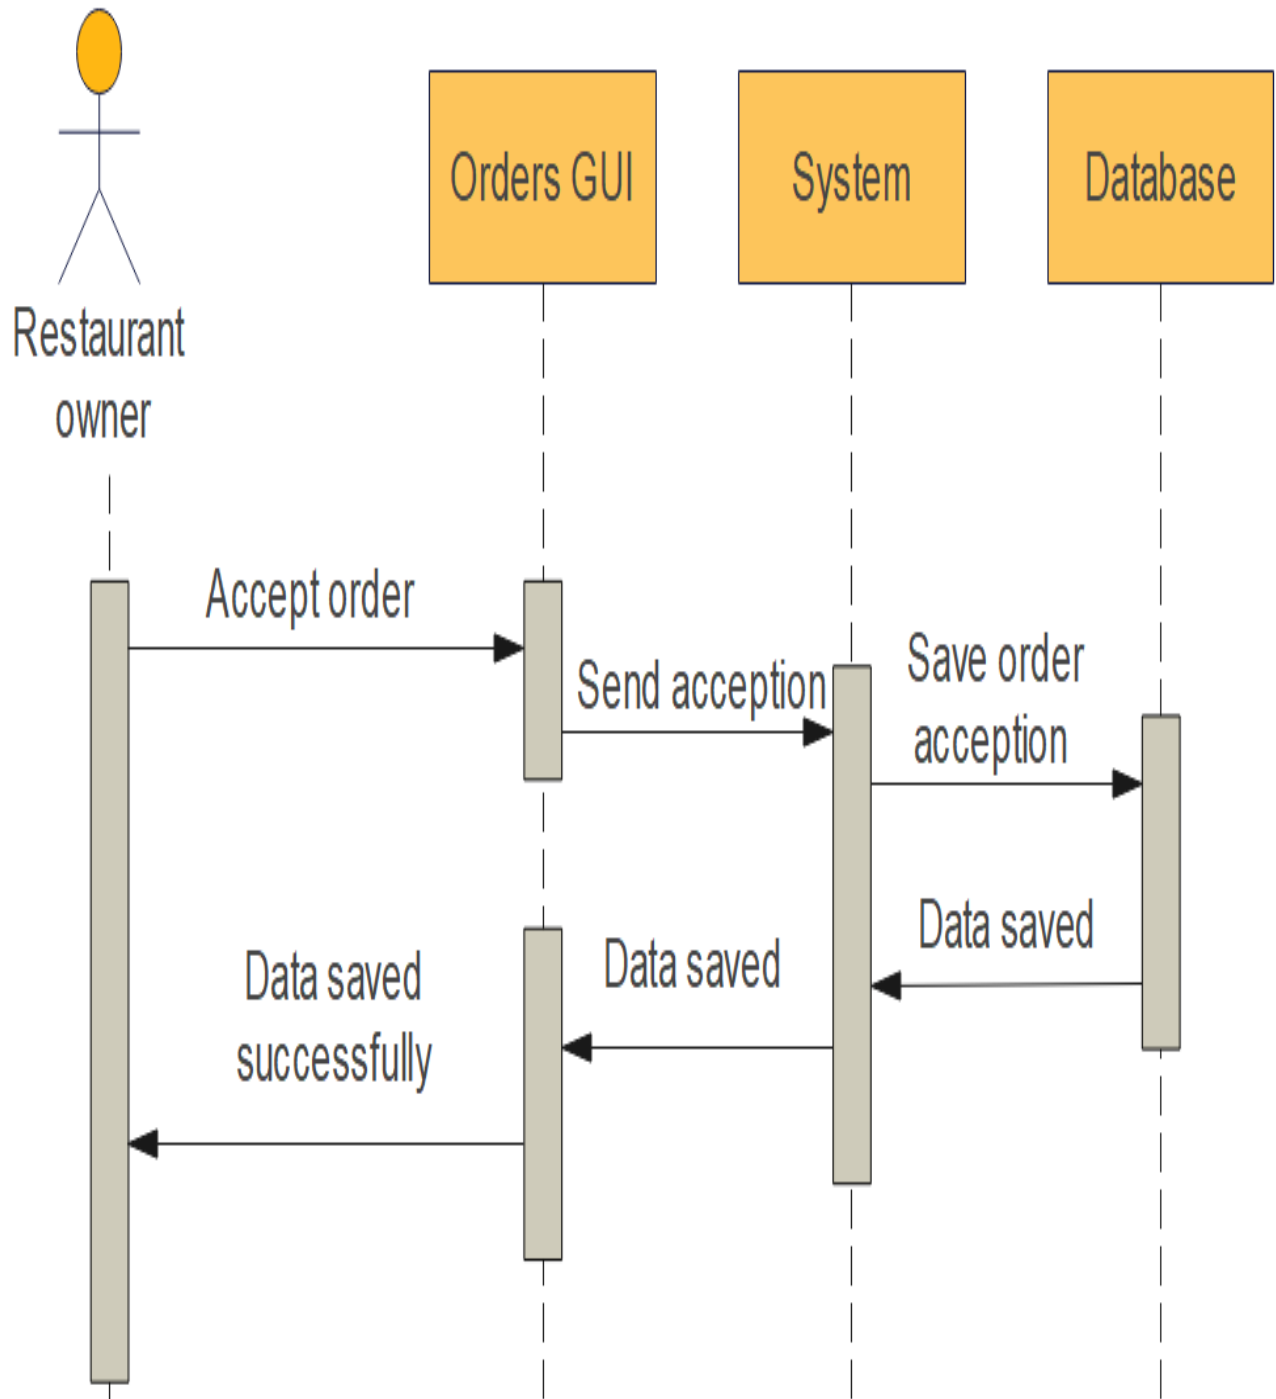 Orders GUI
System
Database
Restaurant
owner
Accept order
Send acception
Save order
acception
Data saved
Data saved
Data saved
successfully